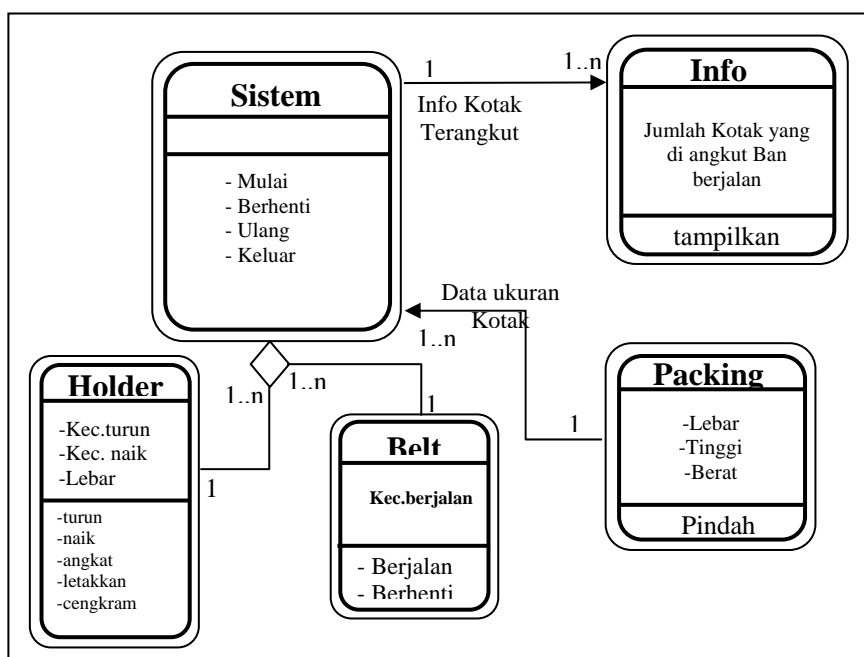 Sistem
- Mulai
- Berhenti
- Ulang
- Keluar
1
1..n
Info Kotak
Terangkut
Info
Jumlah Kotak yang
di angkut Ban
berjalan
tampilkan
Data ukuran
Kotak
1..n
1
Packing
-Lebar
-Tinggi
-Berat
Pindah
1..n
1..n
1
1
Holder
-Kec.turun
-Kec. naik
-Lebar
-turun
-naik
-angkat
-letakkan
-cengkram
Belt
Kec.berjalan
- Berjalan
- Berhenti